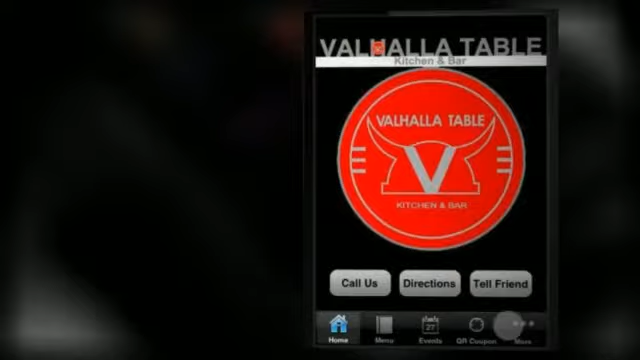 VALHALLA TABLE
Kitchen & Bar
VALHALLA TABLE
V
KITCHEN & BAR
Call Us
Directions
Tell Friend
27
Home
Menu
Events
QR Coupon
More